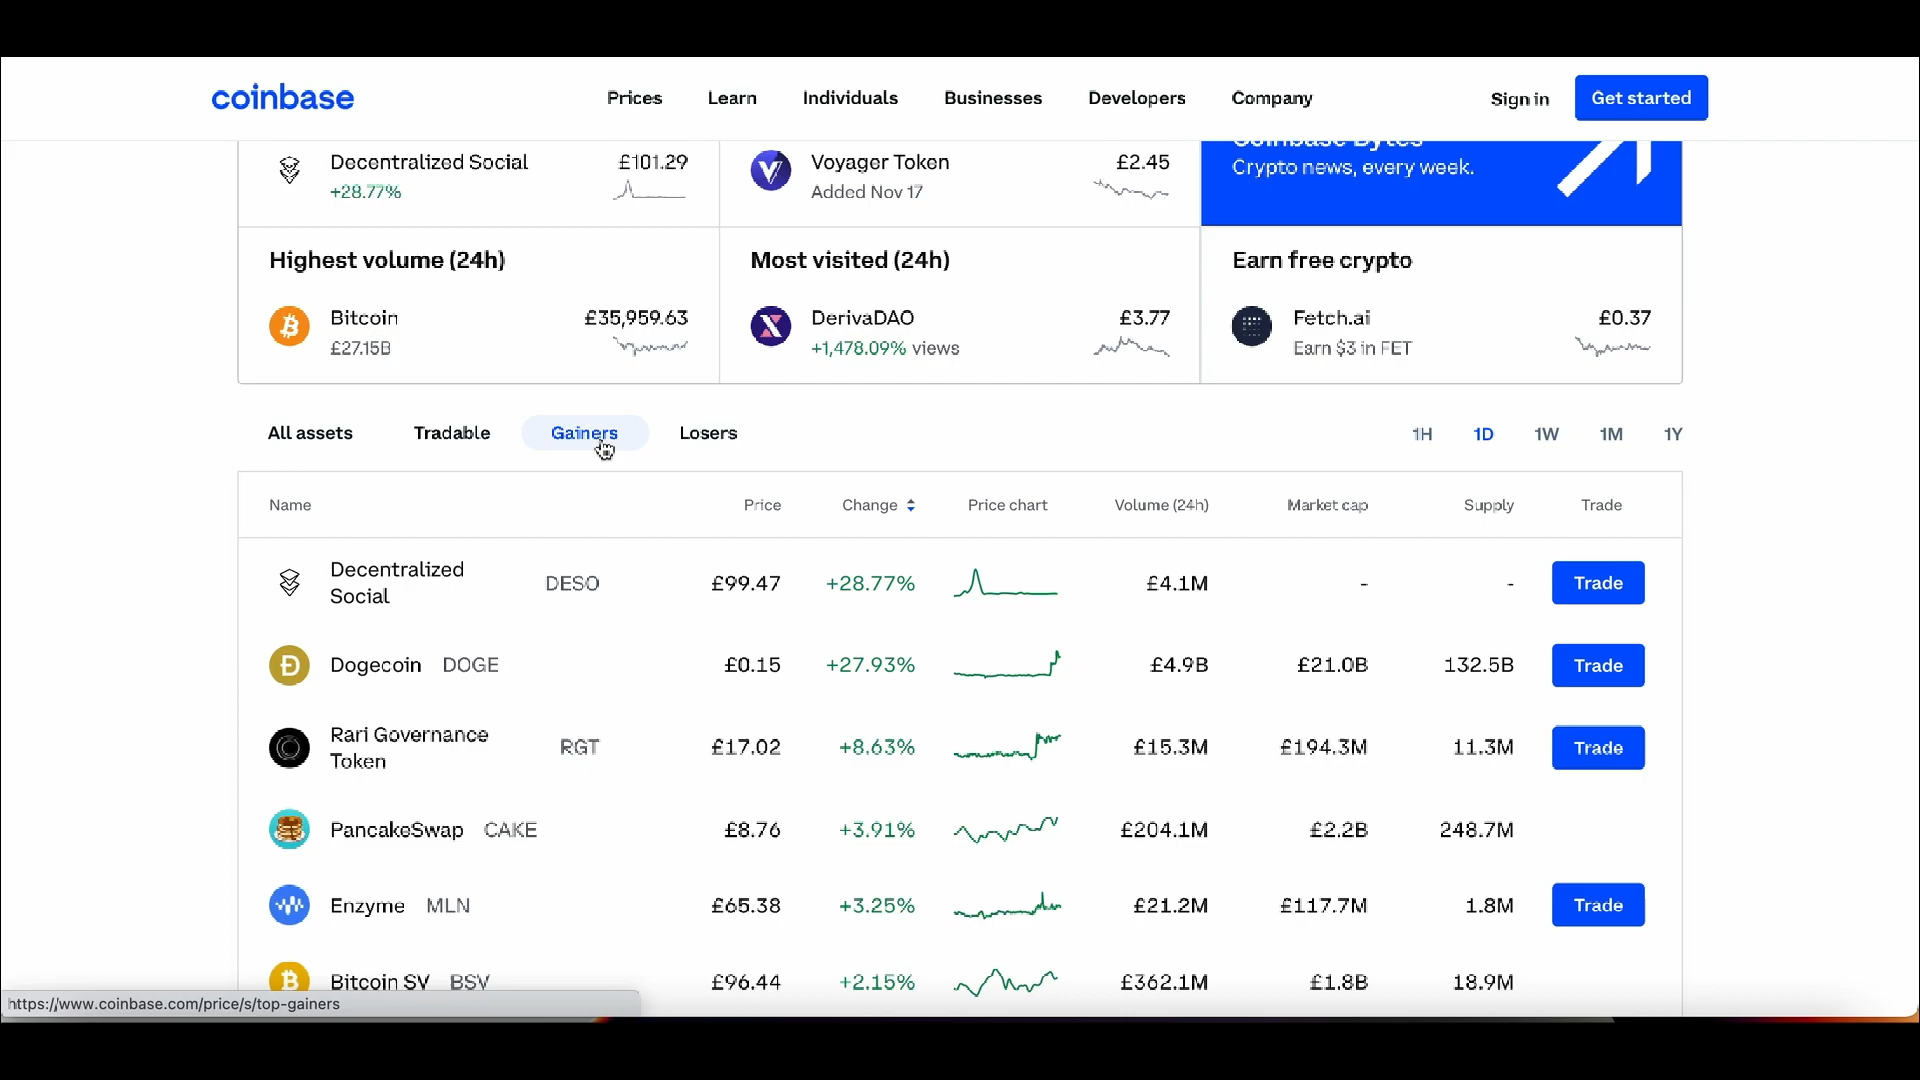 coinbase
Prices Learn Individuals Businesses Developers Company Sign in Get started
Decentralized Social £101.29
+28.77%
Voyager Token £2.45
Added Nov 17
Coinbase Bytes
Crypto news, every week.
Highest volume (24h)
Bitcoin £35,959.63
£27.15B
Most visited (24h)
DerivaDAO £3.77
+1,478.09% views
Earn free crypto
Fetch.ai £0.37
Earn $3 in FET
All assets Tradable Gainers Losers 1H 1D 1W 1M 1Y
Name Price Change Price chart Volume (24h) Market cap Supply Trade
Decentralized
Social DESO £99.47 +28.77% £4.1M - - Trade
Dogecoin DOGE £0.15 +27.93% £4.9B £21.0B 132.5B Trade
Rari Governance
Token RGT £17.02 +8.63% £15.3M £194.3M 11.3M Trade
PancakeSwap CAKE £8.76 +3.91% £204.1M £2.2B 248.7M
Enzyme MLN £65.38 +3.25% £21.2M £117.7M 1.8M Trade
Bitcoin SV BSV £96.44 +2.15% £362.1M £1.8B 18.9M
https://www.coinbase.com/price/s/top-gainers